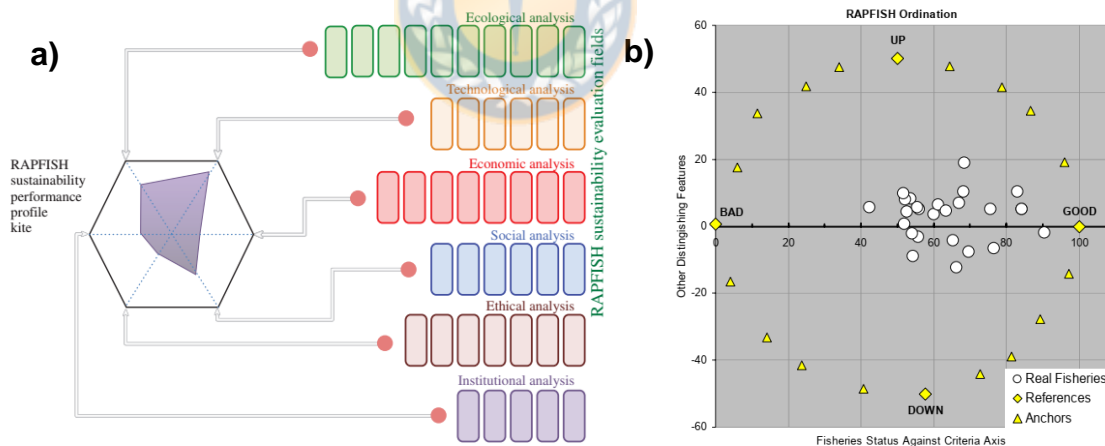 a)
Ecological analysis
Technological analysis
Economic analysis
Social analysis
Ethical analysis
Institutional analysis
RAPFISH sustainability evaluation fields
RAPFISH
sustainability
performance
profile
kite
b)
RAPFISH Ordination
60
40
20
0
-20
-40
-60
Other Distingishing Features
UP
BAD
GOOD
DOWN
0
20
40
60
80
100
Real Fisheries
References
Anchors
Fisheries Status Against Criteria Axis